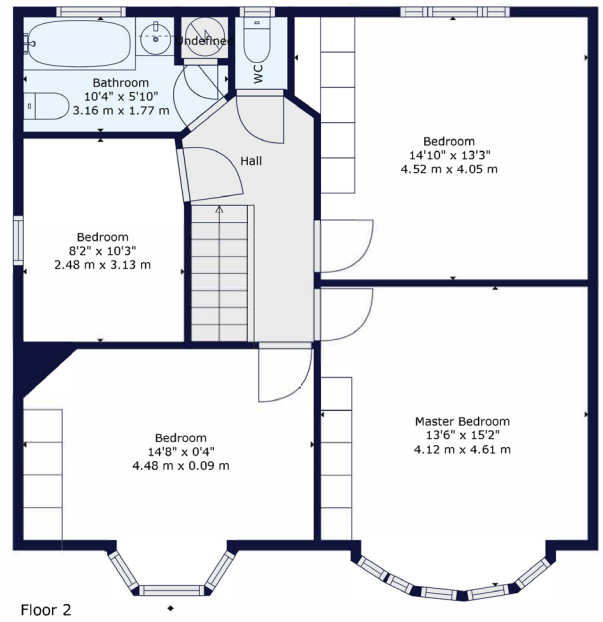 Undefined
WC
Bathroom
10'4" x 5'10"
3.16 m x 1.77 m
Hall
Bedroom
14'10" x 13'3"
4.52 m x 4.05 m
Bedroom
8'2" x 10'3"
2.48 m x 3.13 m
Bedroom
14'8" x 0'4"
4.48 m x 0.09 m
Master Bedroom
13'6" x 15'2"
4.12 m x 4.61 m
Floor 2